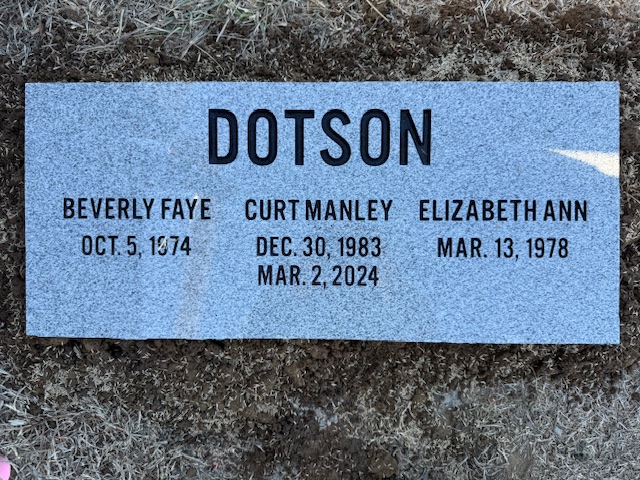 DOTSON
BEVERLY FAYE CURT MANLEY ELIZABETH ANN
OCT. 5, 1974 DEC. 30, 1983 MAR. 13, 1978
MAR. 2, 2024